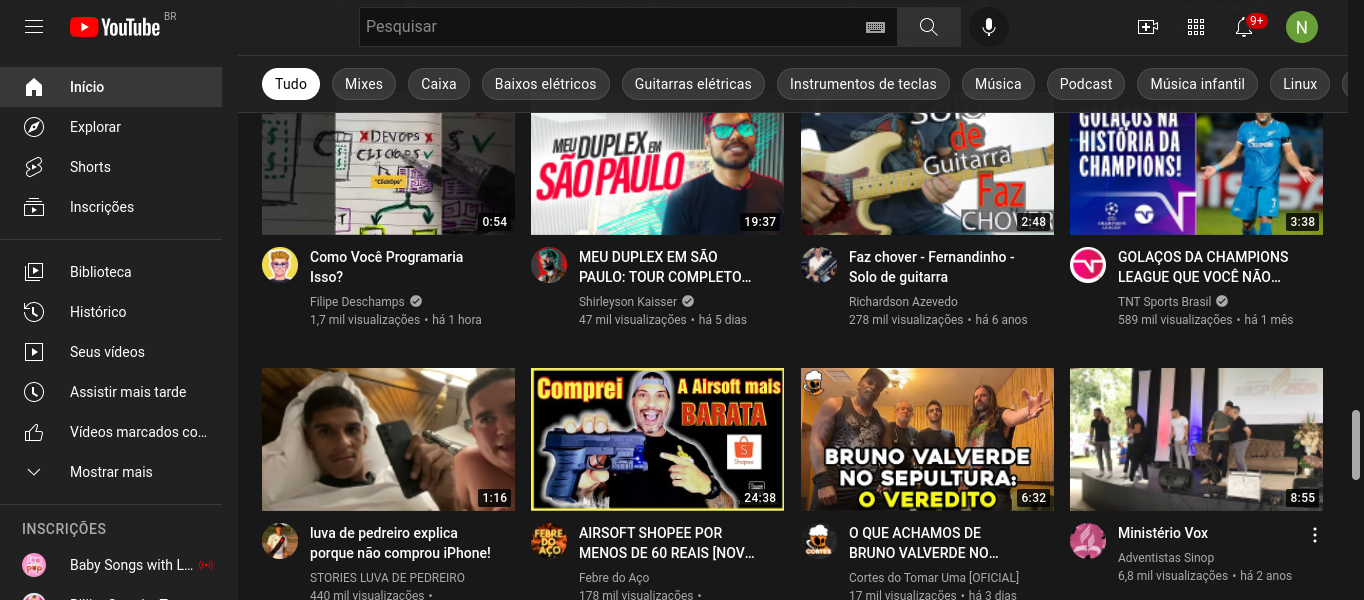 YouTube BR
Pesquisar
9+
N
Início
Explorar
Shorts
Inscrições
Biblioteca
Histórico
Seus vídeos
Assistir mais tarde
Vídeos marcados co...
Mostrar mais
INSCRIÇÕES
Baby Songs with L...
Tudo
Mixes
Caixa
Baixos elétricos
Guitarras elétricas
Instrumentos de teclas
Música
Podcast
Música infantil
Linux
DEVOPS
CLICKOPS
"ClickOps"
0:54
Como Você Programaria
Isso?
Filipe Deschamps
1,7 mil visualizações • há 1 hora
MEU DUPLEX EM
SÃO PAULO
19:37
MEU DUPLEX EM SÃO
PAULO: TOUR COMPLETO...
Shirleyson Kaisser
47 mil visualizações • há 5 dias
Solo
de
Guitarra
Faz
CHOVER
2:48
Faz chover - Fernandinho -
Solo de guitarra
Richardson Azevedo
278 mil visualizações • há 6 anos
GOLAÇOS NA
HISTÓRIA DA
CHAMPIONS!
3:38
GOLAÇOS DA CHAMPIONS
LEAGUE QUE VOCÊ NÃO...
TNT Sports Brasil
589 mil visualizações • há 1 mês
1:16
luva de pedreiro explica
porque não comprou iPhone!
STORIES LUVA DE PEDREIRO
440 mil visualizações •
Comprei
A Airsoft mais
BARATA
Shopee
24:38
FEBRE
DO
AÇO
AIRSOFT SHOPEE POR
MENOS DE 60 REAIS [NOV...
Febre do Aço
178 mil visualizações •
BRUNO VALVERDE
NO SEPULTURA:
O VEREDITO
6:32
CORTES
O QUE ACHAMOS DE
BRUNO VALVERDE NO...
Cortes do Tomar Uma [OFICIAL]
17 mil visualizações • há 3 dias
8:55
Ministério Vox
Adventistas Sinop
6,8 mil visualizações • há 2 anos